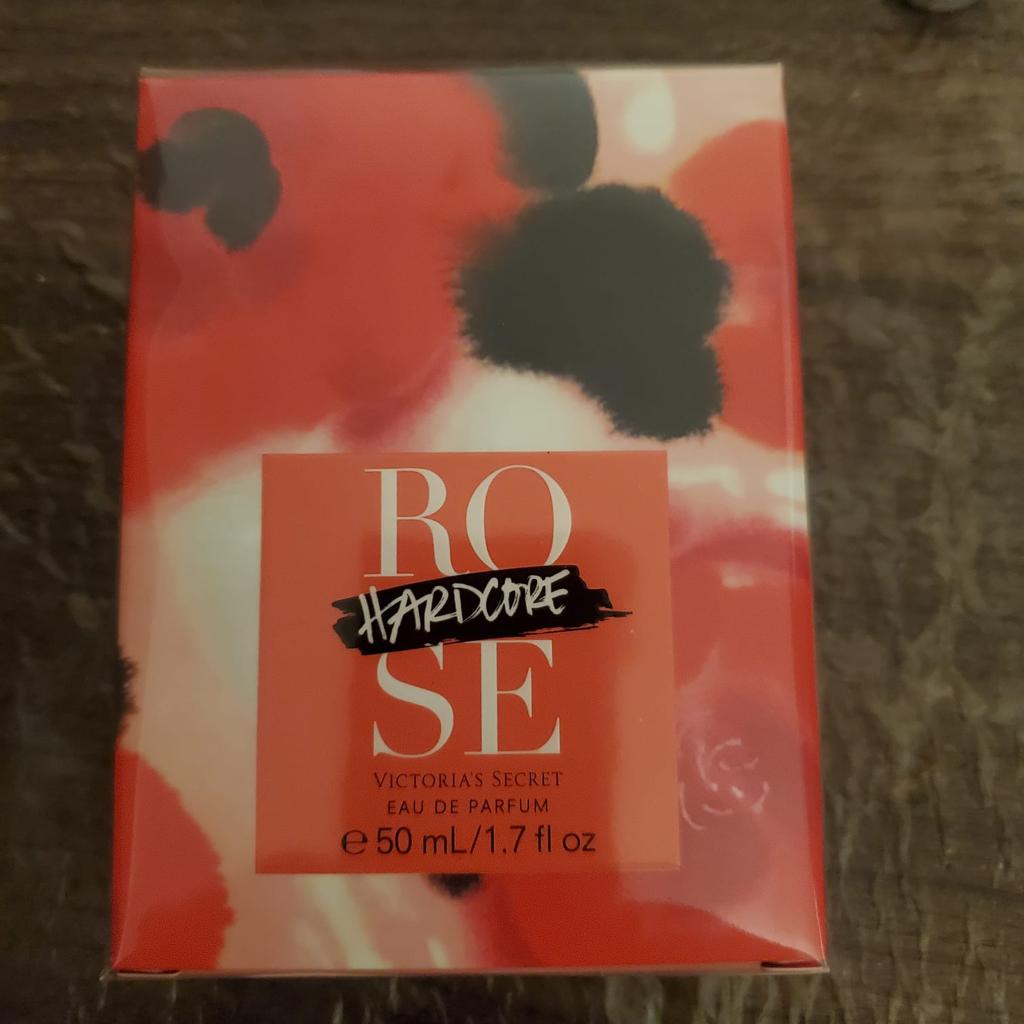 RO
HARDCORE
SE
VICTORIA'S SECRET
EAU DE PARFUM
℮ 50 mL/1.7 fl oz